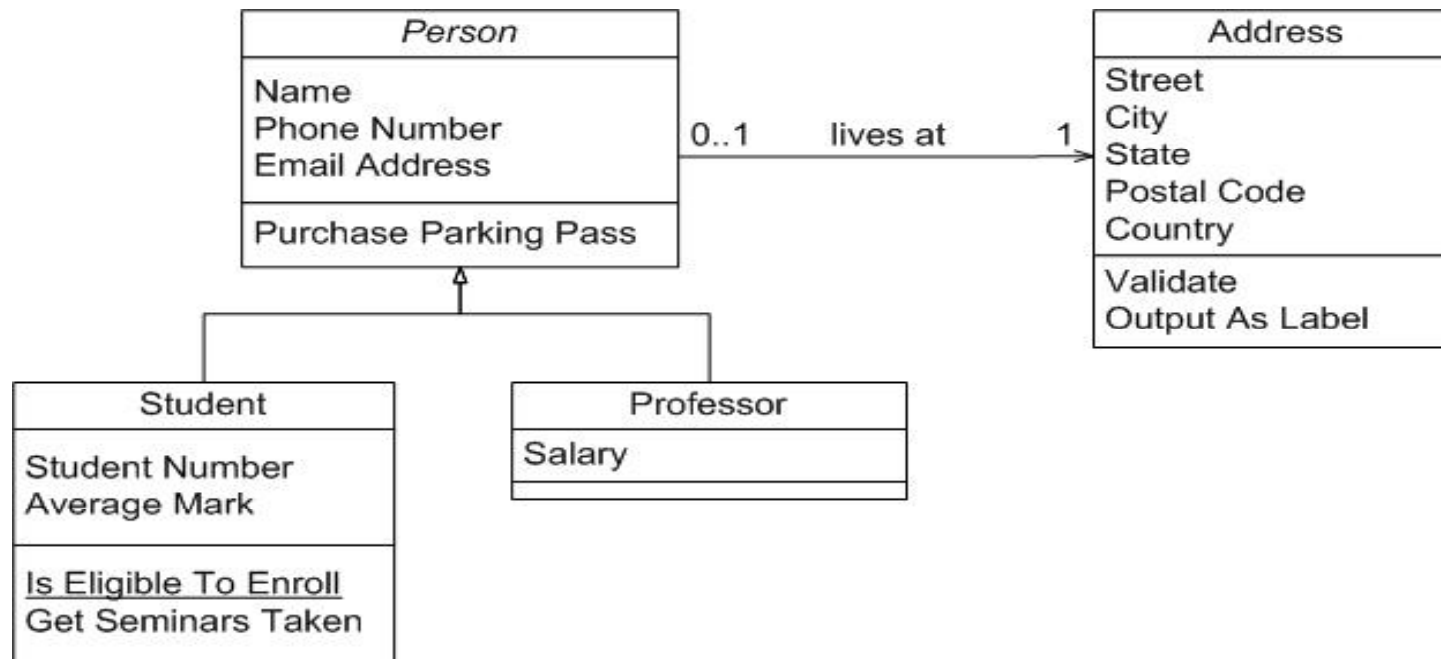 Person
Name
Phone Number
Email Address
Purchase Parking Pass
0..1 lives at 1
Address
Street
City
State
Postal Code
Country
Validate
Output As Label
Student
Student Number
Average Mark
Is Eligible To Enroll
Get Seminars Taken
Professor
Salary